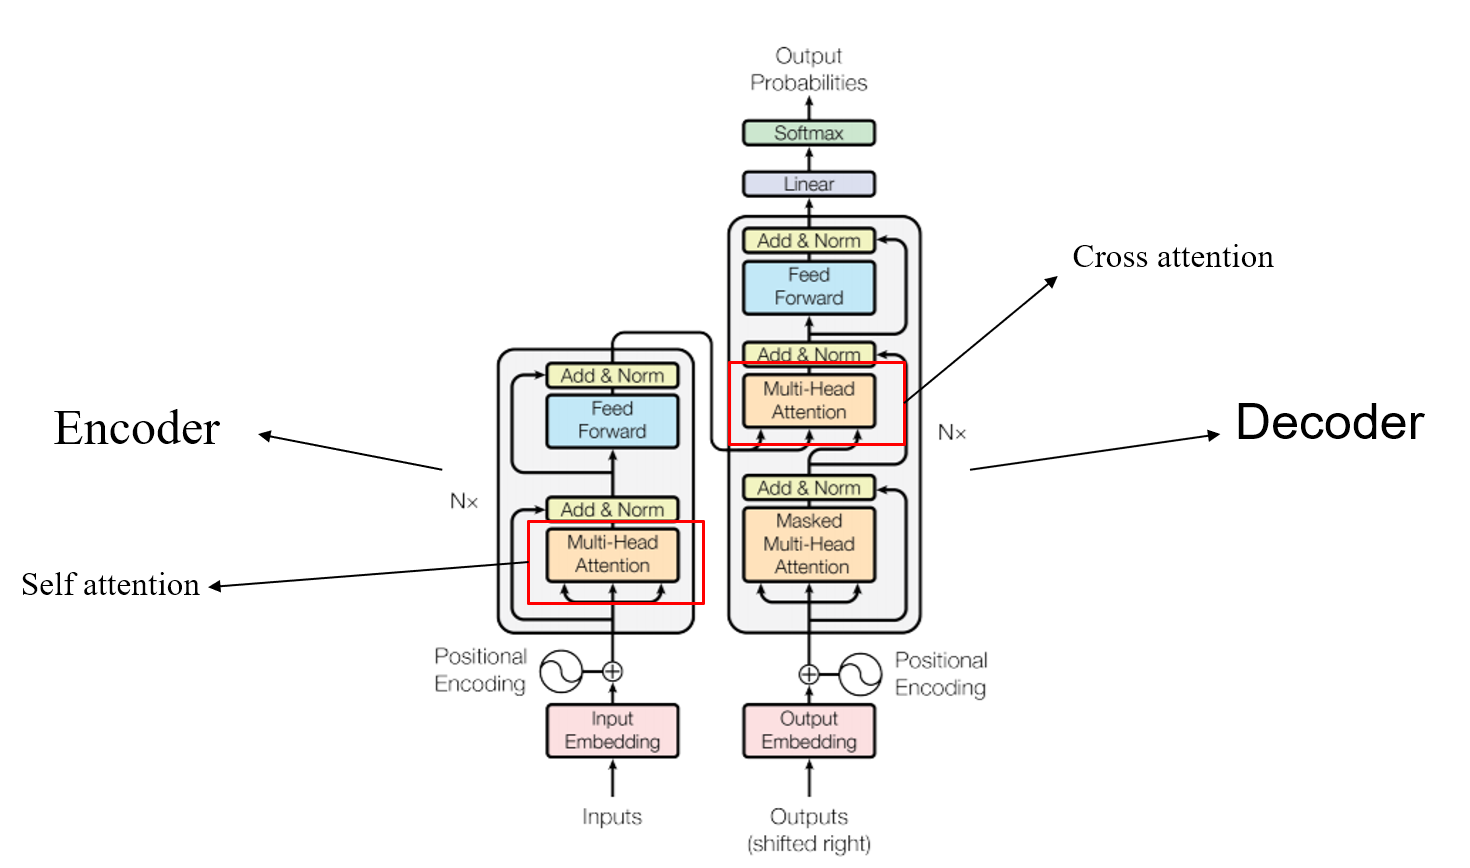 Output
Probabilities
Softmax
Linear
Add & Norm
Feed
Forward
Add & Norm
Multi-Head
Attention
Cross attention
Nx
Decoder
Add & Norm
Masked
Multi-Head
Attention
Add & Norm
Feed
Forward
Encoder
Nx
Add & Norm
Multi-Head
Attention
Self attention
Positional
Encoding
Positional
Encoding
Input
Embedding
Output
Embedding
Inputs
Outputs
(shifted right)